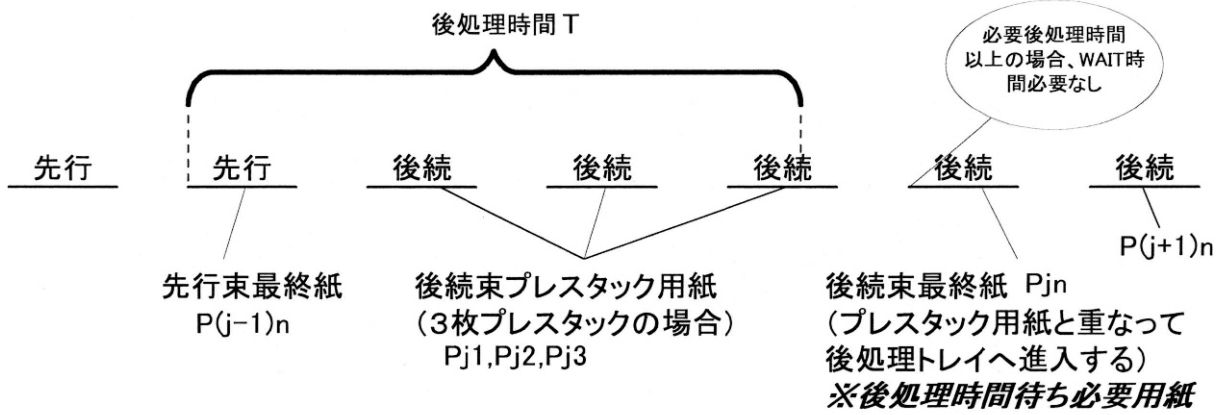 後処理時間 T
必要後処理時間
以上の場合、WAIT時
間必要なし
先行
先行
後続
後続
後続
後続
後続
先行束最終紙
P(j-1)n
後続束プレスタック用紙
(3枚プレスタックの場合)
Pj1,Pj2,Pj3
後続束最終紙 Pjn
(プレスタック用紙と重なって
後処理トレイへ進入する)
※後処理時間待ち必要用紙
P(j+1)n